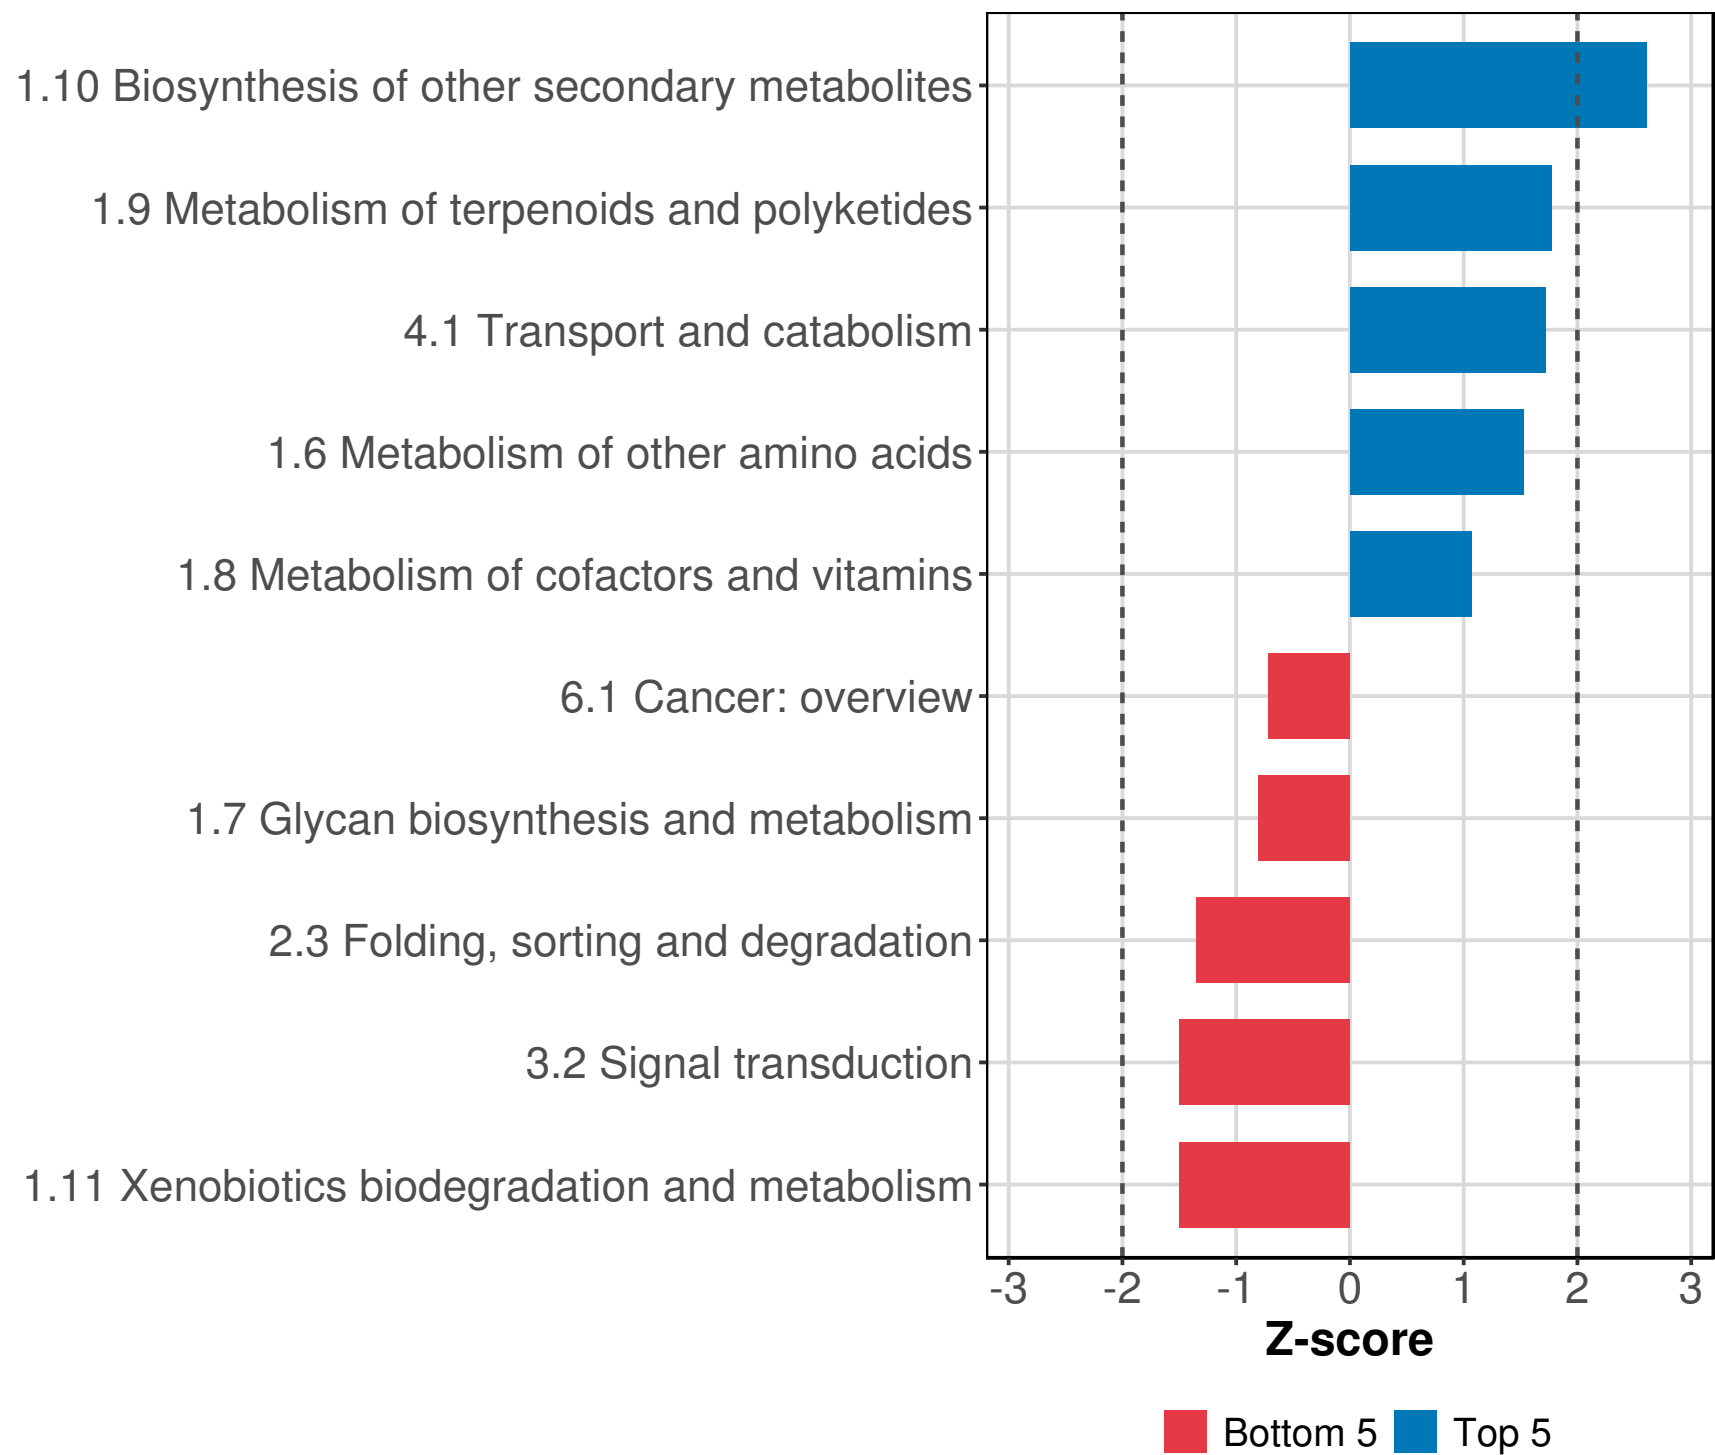 1.10 Biosynthesis of other secondary metabolites
1.9 Metabolism of terpenoids and polyketides
4.1 Transport and catabolism
1.6 Metabolism of other amino acids
1.8 Metabolism of cofactors and vitamins
6.1 Cancer: overview
1.7 Glycan biosynthesis and metabolism
2.3 Folding, sorting and degradation
3.2 Signal transduction
1.11 Xenobiotics biodegradation and metabolism
-3 -2 -1 0 1 2 3
Z-score
Bottom 5 Top 5